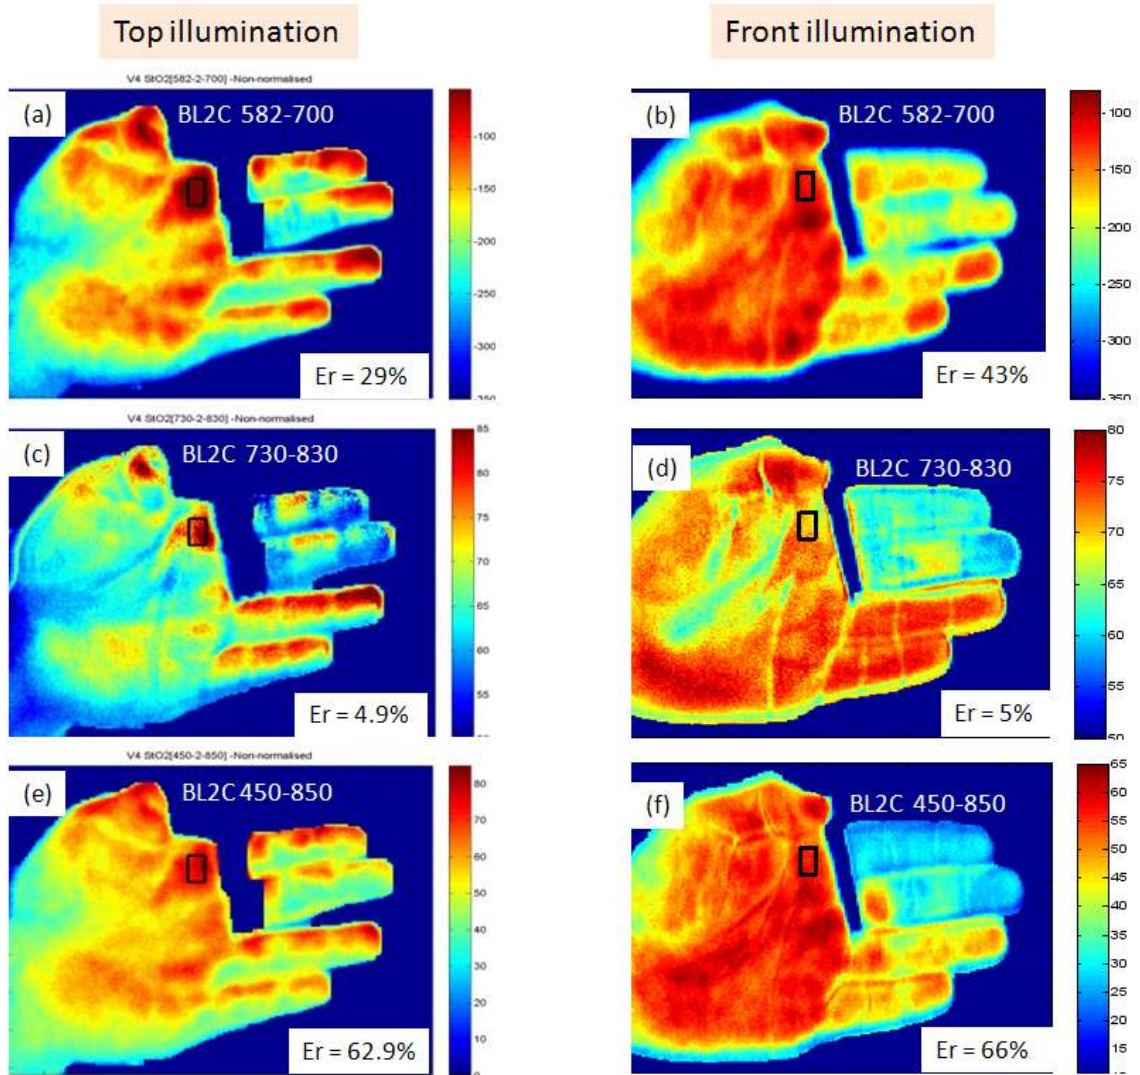 Top illumination
Front illumination
V4 StO2[582-2-700] -Non-normalised
(a)
BL2C 582-700
-100
-150
-200
-250
-300
Er = 29%
(b)
BL2C 582-700
-100
-150
-200
-250
-300
-350
Er = 43%
V4 StO2[730-2-830] -Non-normalised
(c)
BL2C 730-830
85
80
75
70
65
60
55
Er = 4.9%
(d)
BL2C 730-830
80
75
70
65
60
55
50
Er = 5%
V4 StO2[450-2-850] -Non-normalised
(e)
BL2C 450-850
80
70
60
50
40
30
20
10
0
Er = 62.9%
(f)
BL2C 450-850
65
60
55
50
45
40
35
30
25
20
15
10
Er = 66%